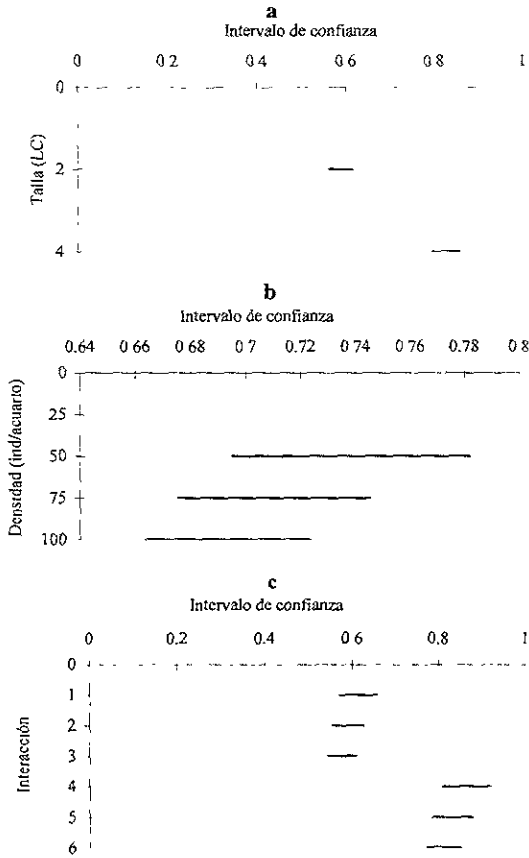 a
Intervalo de confianza
0 0 2 0 4 0 6 0 8 1
0
2
4
Talla (LC)
b
Intervalo de confianza
0.64 0 66 0 68 0 7 0 72 0 74 0 76 0.78 0 8
0
25
50
75
100
Densidad (ind/acuario)
c
Intervalo de confianza
0 0.2 0 4 0 6 0,8 1
0
1
2
3
4
5
6
Interacción